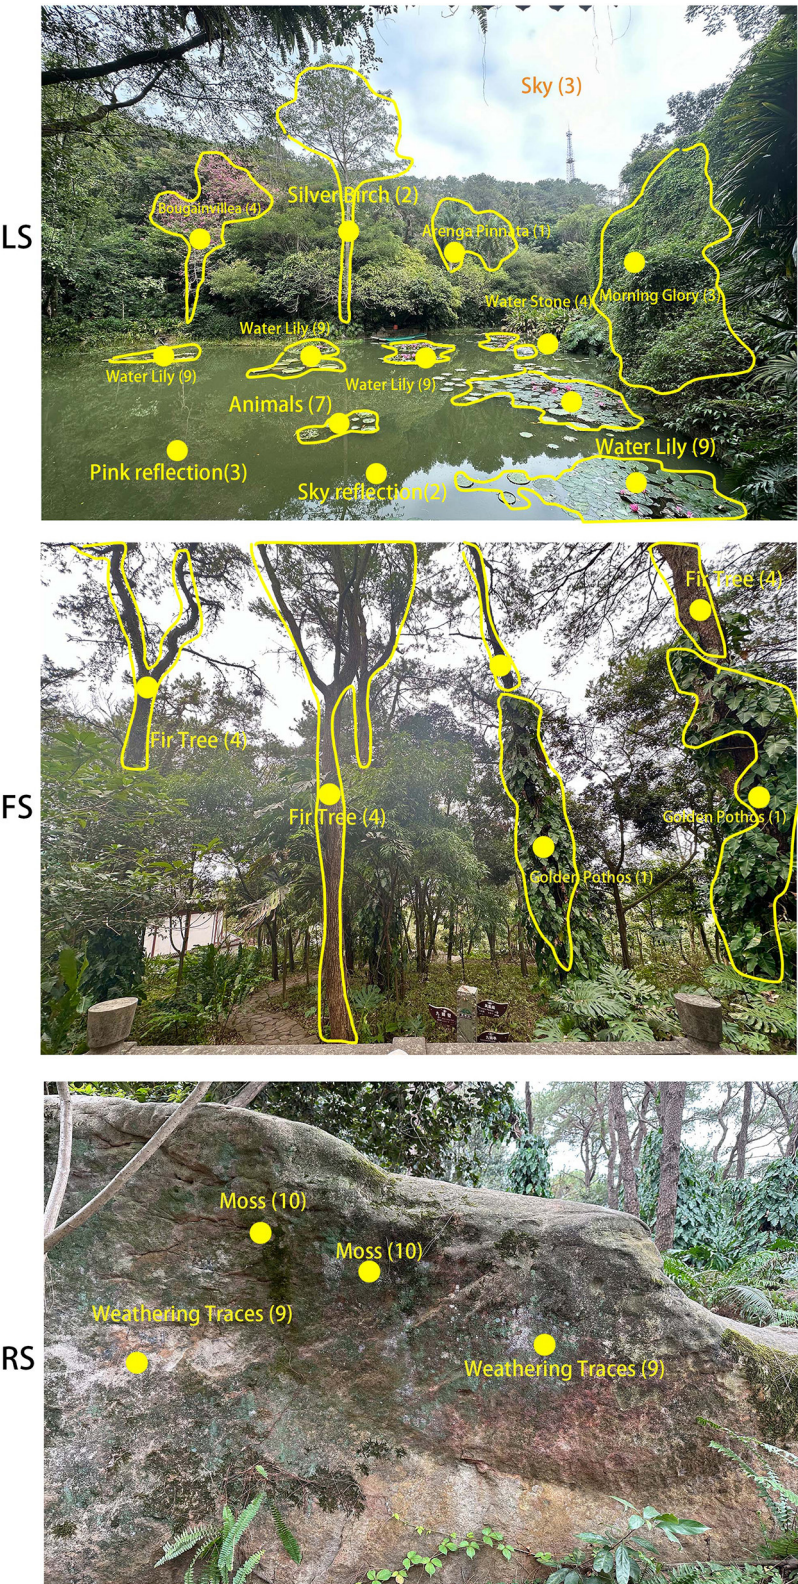 LS
Sky (3)
Silver Birch (2)
Bougainvillea (4)
Arenga Pinnata (1)
Water Stone (4)
Morning Glory (3)
Water Lily (9)
Water Lily (9)
Water Lily (9)
Animals (7)
Water Lily (9)
Pink reflection(3)
Sky reflection(2)
FS
Fir Tree (4)
Fir Tree (4)
Fir Tree (4)
Golden Pothos (1)
Golden Pothos (1)
RS
Moss (10)
Moss (10)
Weathering Traces (9)
Weathering Traces (9)